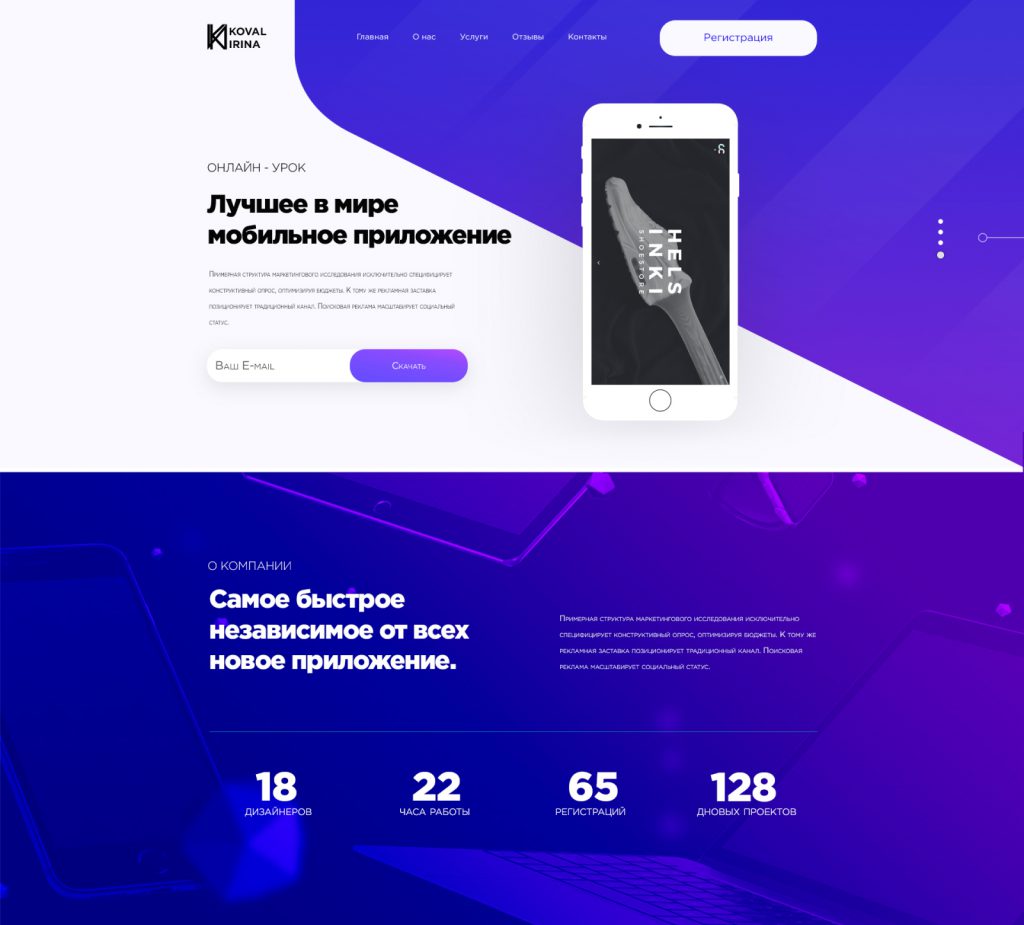 KOVAL
IRINA
Главная О нас Услуги Отзывы Контакты
Регистрация
ОНЛАЙН - УРОК
Лучшее в мире
мобильное приложение
Примерная структура маркетингового исследования исключительно специфицирует
конструктивный опрос, оптимизируя бюджеты. К тому же рекламная заставка
позиционирует традиционный канал. Поисковая реклама масштабирует социальный
статус.
Ваш E-mail
Скачать
HELS
INKI
SHOESTORE
О КОМПАНИИ
Самое быстрое
независимое от всех
новое приложение.
Примерная структура маркетингового исследования исключительно
специфицирует конструктивный опрос, оптимизируя бюджеты. К тому же
рекламная заставка позиционирует традиционный канал. Поисковая
реклама масштабирует социальный статус.
18
ДИЗАЙНЕРОВ
22
ЧАСА РАБОТЫ
65
РЕГИСТРАЦИЙ
128
ДНОВЫХ ПРОЕКТОВ